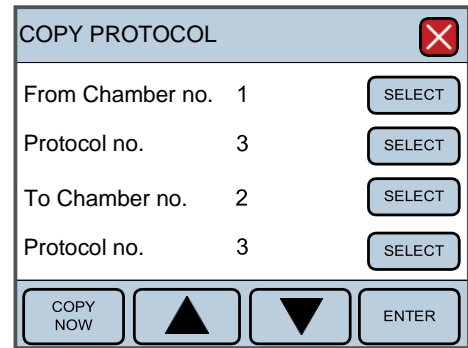 COPY PROTOCOL
From Chamber no. 1 SELECT
Protocol no. 3 SELECT
To Chamber no. 2 SELECT
Protocol no. 3 SELECT
COPY
NOW
ENTER